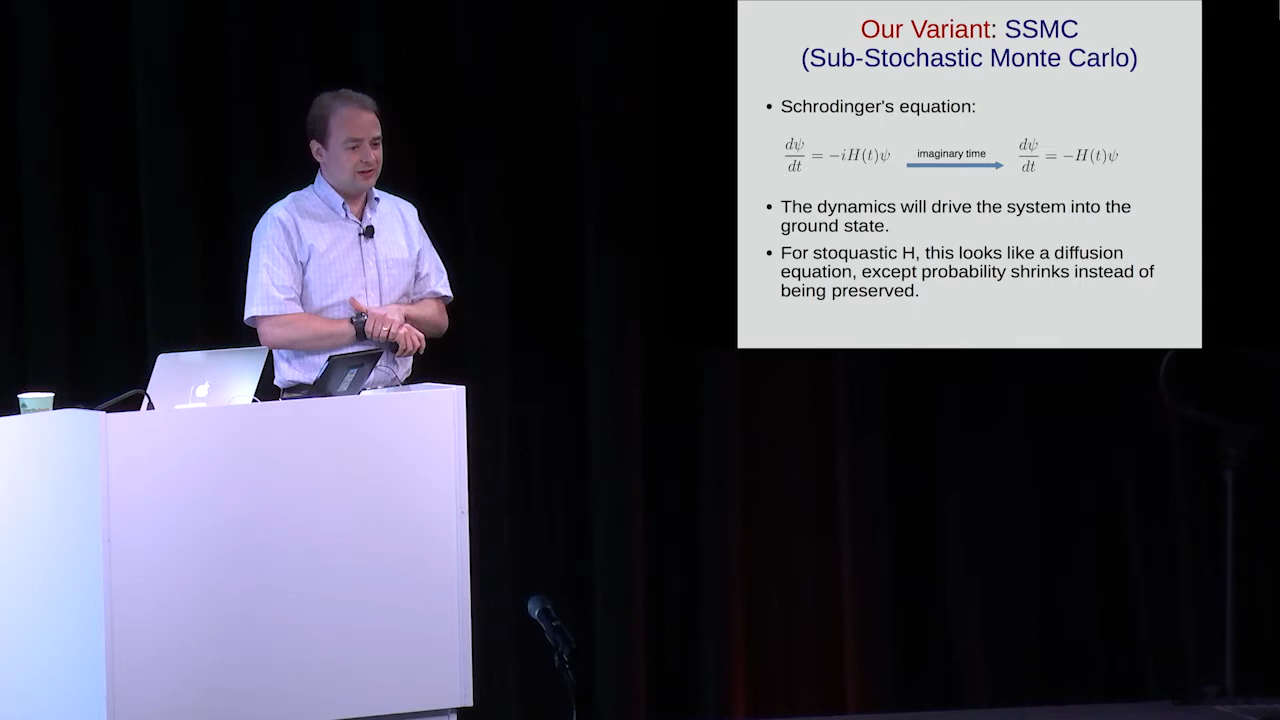 Our Variant: SSMC
(Sub-Stochastic Monte Carlo)
• Schrodinger's equation:
dψ/dt = −iH(t)ψ imaginary time dψ/dt = −H(t)ψ
• The dynamics will drive the system into the
ground state.
• For stoquastic H, this looks like a diffusion
equation, except probability shrinks instead of
being preserved.